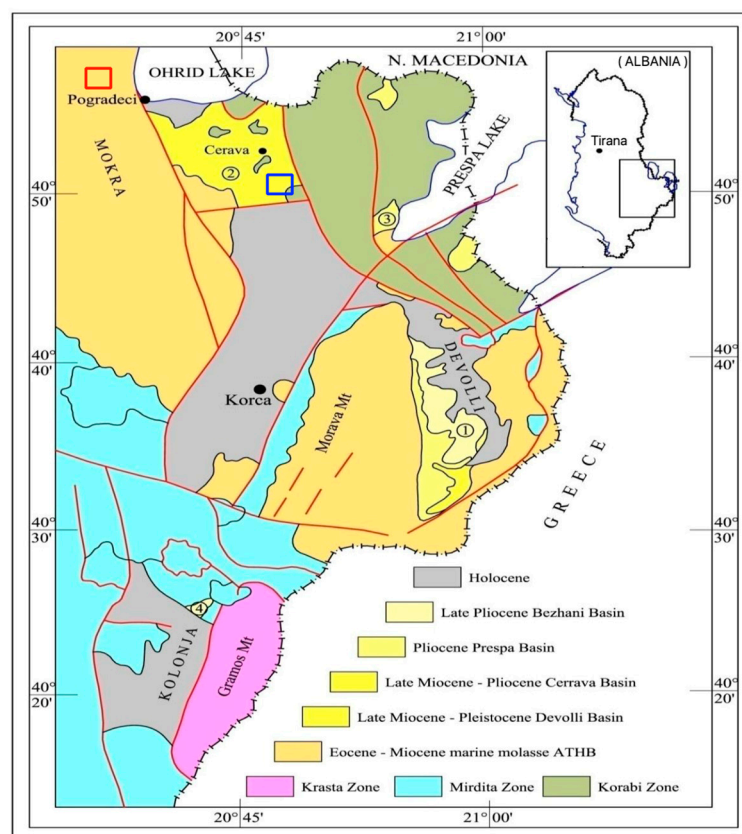 20°45'
21°00'
N. MACEDONIA
( ALBANIA )
OHRID LAKE
Pogradeci
MOKRA
Cerava
2
PRESPA LAKE
Tirana
40°
50'
40°
50'
3
40°
40'
40°
40'
DEVOLLI
Korca
Morava Mt
1
GREECE
40°
30'
40°
30'
Holocene
4
Late Pliocene Bezhani Basin
KOLONJA
Gramos Mt
Pliocene Prespa Basin
40°
20'
40°
20'
Late Miocene - Pliocene Cerrava Basin
Late Miocene - Pleistocene Devolli Basin
Eocene - Miocene marine molasse ATHB
Krasta Zone
Mirdita Zone
Korabi Zone
20°45'
21°00'